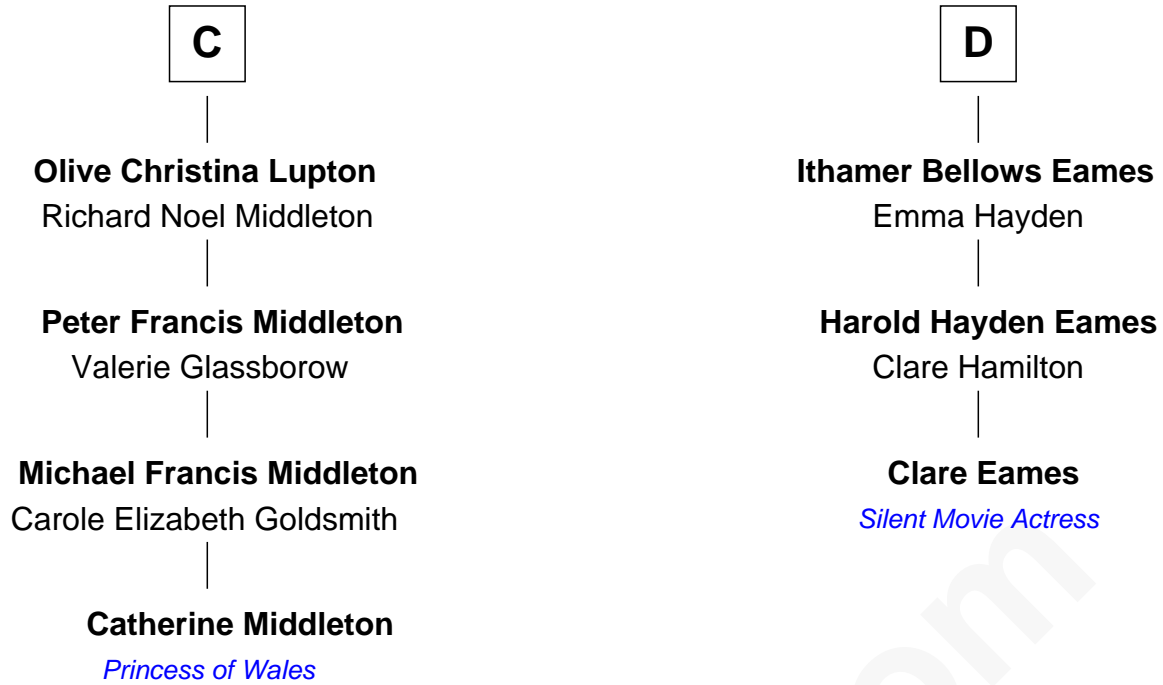 C
Olive Christina Lupton
Richard Noel Middleton
Peter Francis Middleton
Valerie Glassborow
Michael Francis Middleton
Carole Elizabeth Goldsmith
Catherine Middleton
Princess of Wales
D
Ithamer Bellows Eames
Emma Hayden
Harold Hayden Eames
Clare Hamilton
Clare Eames
Silent Movie Actress
om